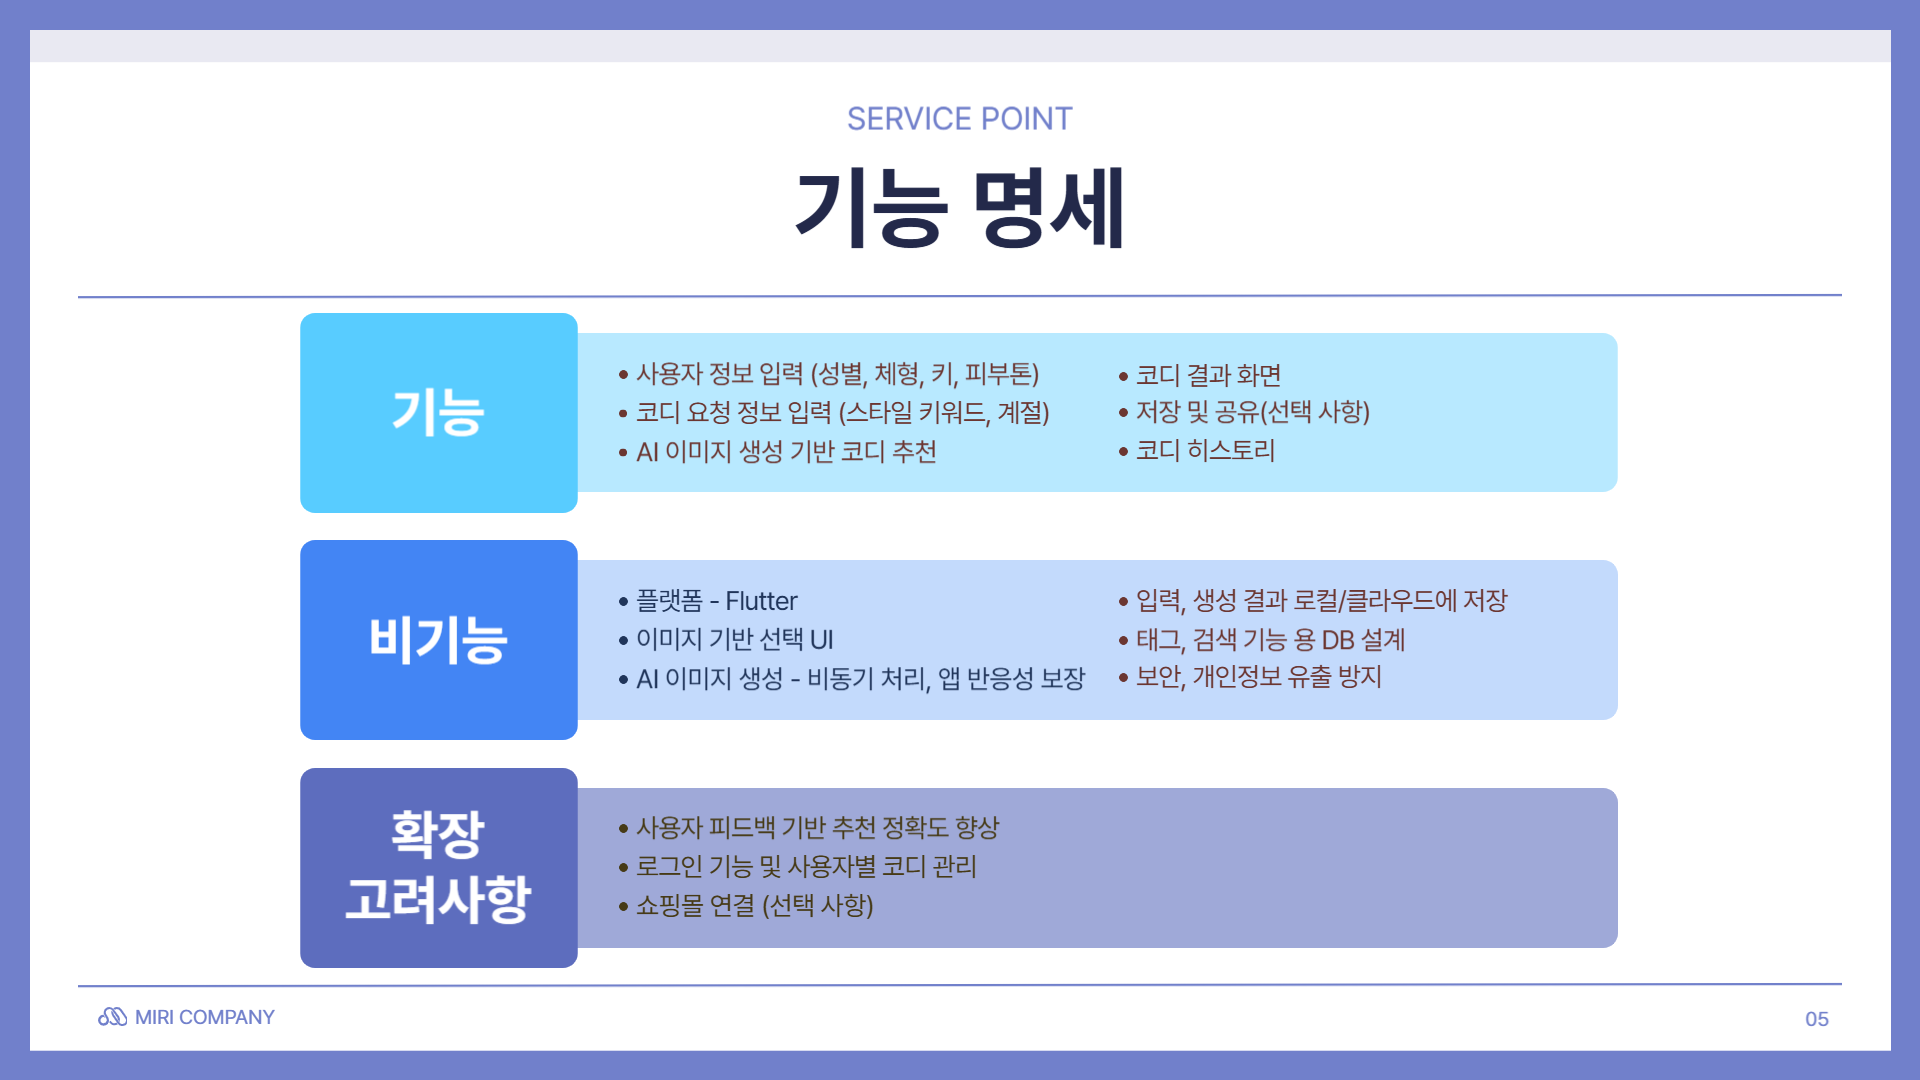 SERVICE POINT
기능 명세
기능
• 사용자 정보 입력 (성별, 체형, 키, 피부톤)
• 코디 요청 정보 입력 (스타일 키워드, 계절)
• AI 이미지 생성 기반 코디 추천
• 코디 결과 화면
• 저장 및 공유(선택 사항)
• 코디 히스토리
비기능
• 플랫폼 - Flutter
• 이미지 기반 선택 UI
• AI 이미지 생성 - 비동기 처리, 앱 반응성 보장
• 입력, 생성 결과 로컬/클라우드에 저장
• 태그, 검색 기능 용 DB 설계
• 보안, 개인정보 유출 방지
확장
고려사항
• 사용자 피드백 기반 추천 정확도 향상
• 로그인 기능 및 사용자별 코디 관리
• 쇼핑몰 연결 (선택 사항)
MIRI COMPANY
05